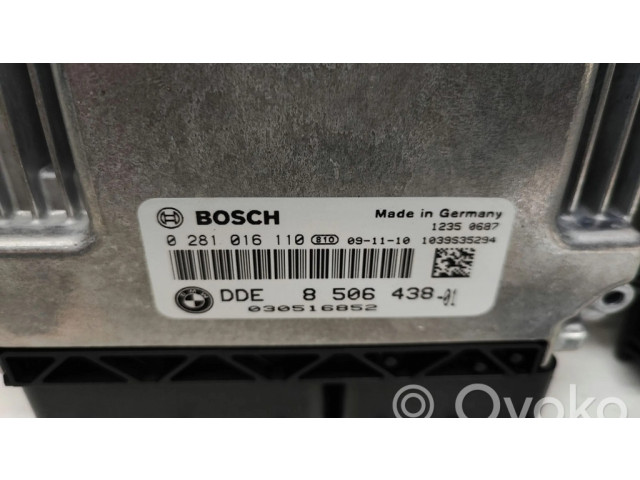 BOSCH Made in Germany
1235 0687
0 281 016 110 810 09-11-10 1039S35294
DDE 8 506 438-01
030516852
Ovoko